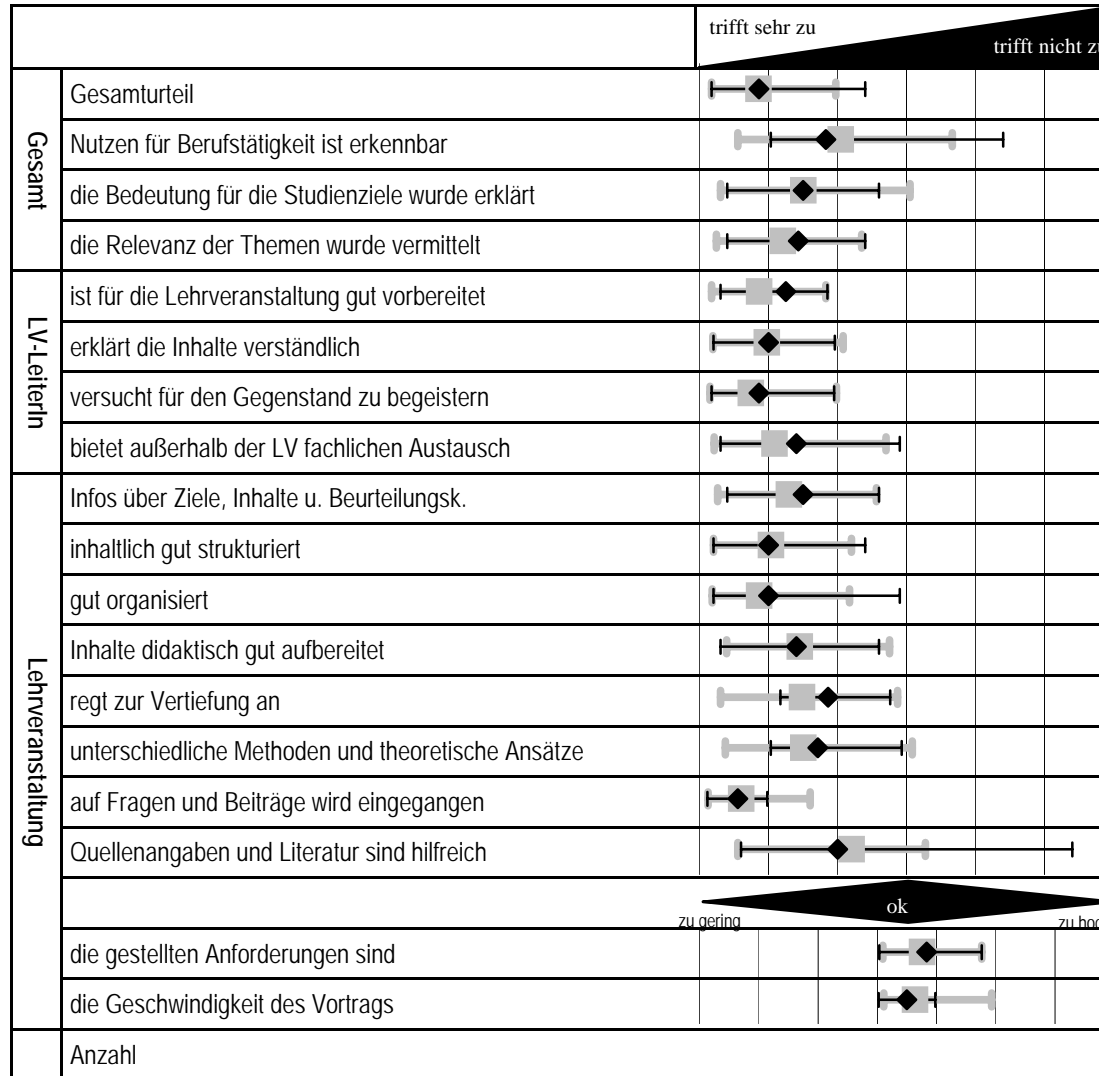 trifft sehr zu
trifft nicht zu
Gesamt
Gesamturteil
Nutzen für Berufstätigkeit ist erkennbar
die Bedeutung für die Studienziele wurde erklärt
die Relevanz der Themen wurde vermittelt
LV-LeiterIn
ist für die Lehrveranstaltung gut vorbereitet
erklärt die Inhalte verständlich
versucht für den Gegenstand zu begeistern
bietet außerhalb der LV fachlichen Austausch
Lehrveranstaltung
Infos über Ziele, Inhalte u. Beurteilungsk.
inhaltlich gut strukturiert
gut organisiert
Inhalte didaktisch gut aufbereitet
regt zur Vertiefung an
unterschiedliche Methoden und theoretische Ansätze
auf Fragen und Beiträge wird eingegangen
Quellenangaben und Literatur sind hilfreich
zu gering
ok
zu hoc
die gestellten Anforderungen sind
die Geschwindigkeit des Vortrags
Anzahl